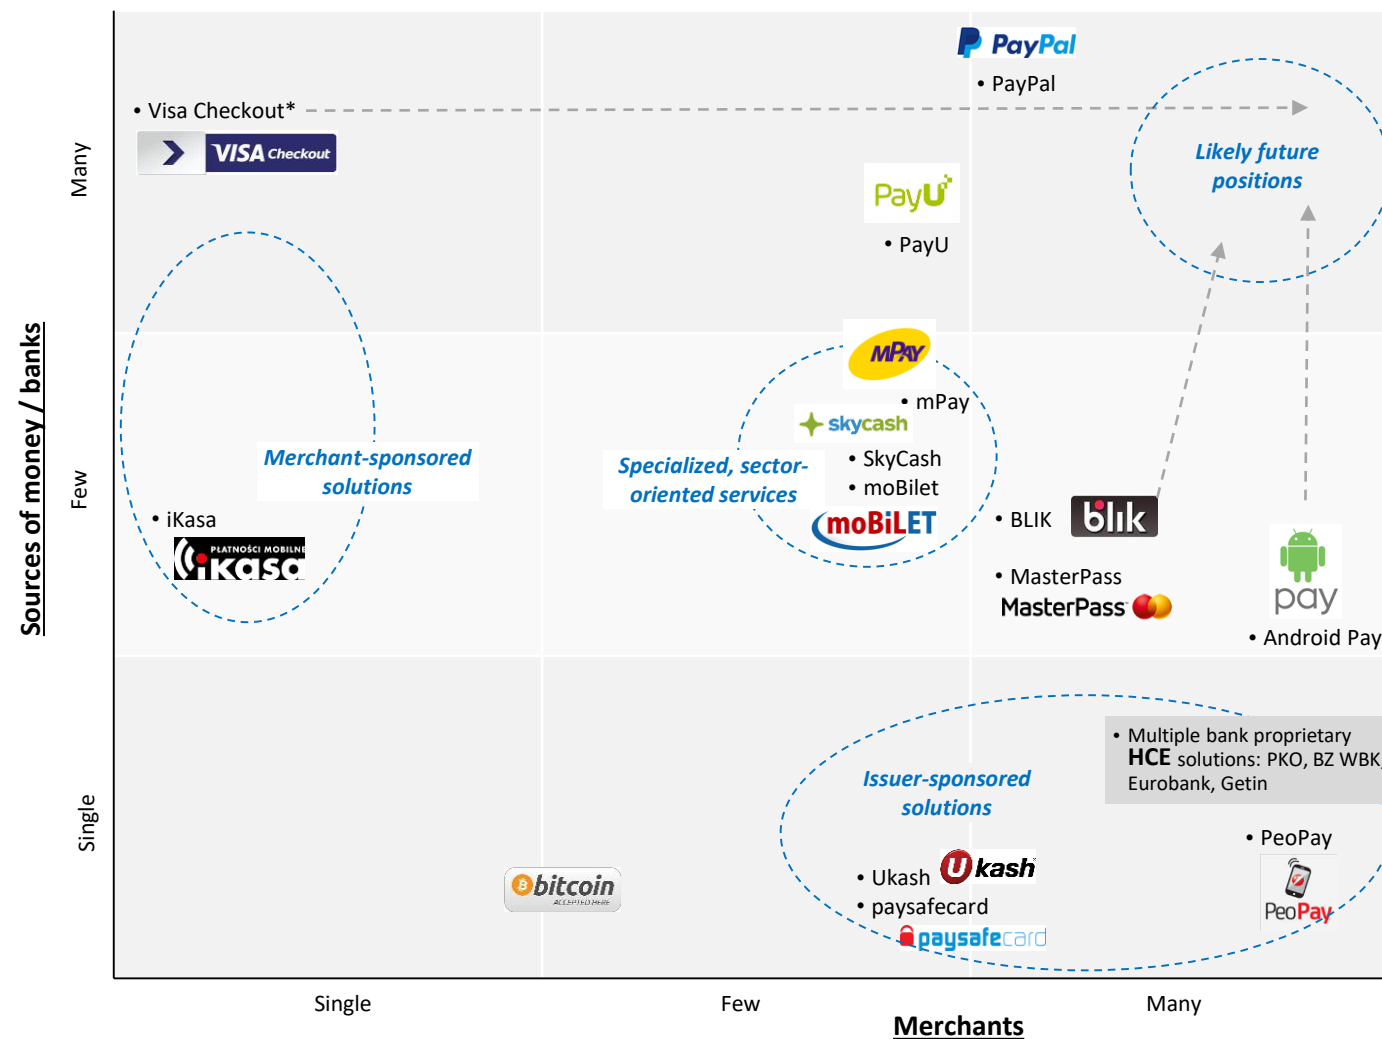 PayPal
• PayPal
• Visa Checkout*
VISA Checkout
Likely future
positions
Many
PayU
• PayU
Sources of money / banks
mPAY
• mPay
skycash
Merchant-sponsored
solutions
Specialized, sector-
oriented services
• SkyCash
• moBilet
Few
moBiLET
• iKasa
PŁATNOŚCI MOBILNE
iKasa
• BLIK
blik
• MasterPass
MasterPass
pay
• Android Pay
• Multiple bank proprietary
HCE solutions: PKO, BZ WBK,
Eurobank, Getin
Issuer-sponsored
solutions
Single
• PeoPay
PeoPay
bitcoin
ACCEPTED HERE
• Ukash
Ukash
• paysafecard
paysafecard
Single
Few
Many
Merchants